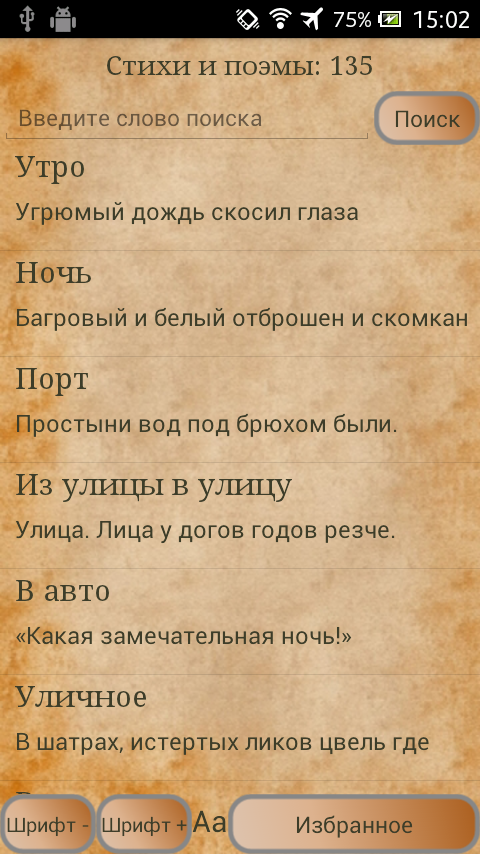 75% 15:02
Стихи и поэмы: 135
Введите слово поиска
Поиск
Утро
Угрюмый дождь скосил глаза
Ночь
Багровый и белый отброшен и скомкан
Порт
Простыни вод под брюхом были.
Из улицы в улицу
Улица. Лица у догов годов резче.
В авто
«Какая замечательная ночь!»
Уличное
В шатрах, истертых ликов цвель где
Шрифт - Шрифт + Aa Избранное